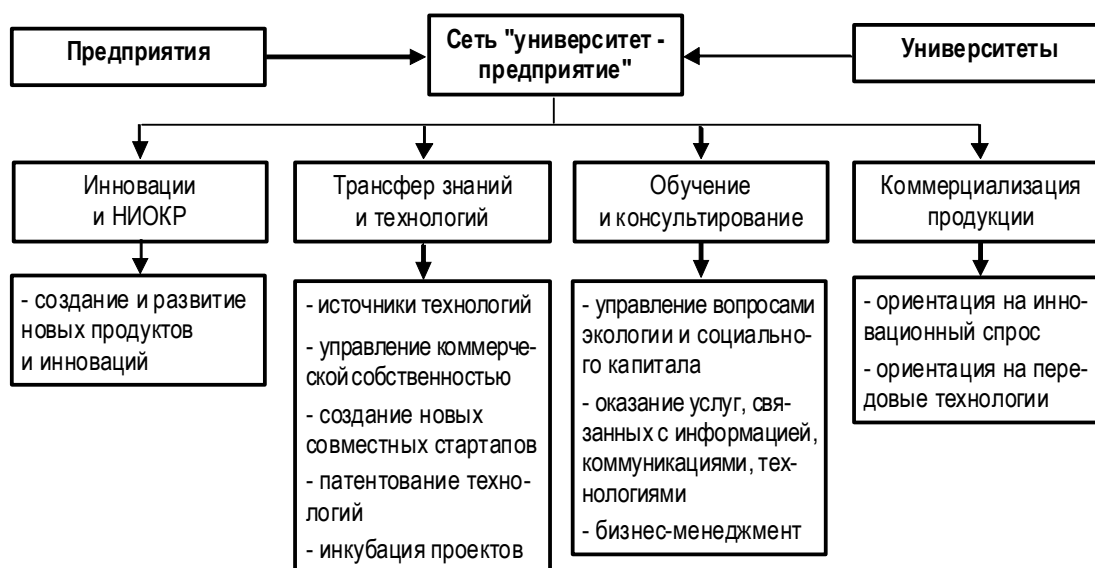 Предприятия
Сеть "университет -
предприятие"
Университеты
Инновации
и НИОКР
Трансфер знаний
и технологий
Обучение
и консультирование
Коммерциализация
продукции
- создание и развитие
новых продуктов
и инноваций
- источники технологий
- управление коммерче-
ской собственностью
- создание новых
совместных стартапов
- патентование техно-
логий
- инкубация проектов
- управление вопросами
экологии и социально-
го капитала
- оказание услуг, свя-
занных с информацией,
коммуникациями, тех-
нологиями
- бизнес-менеджмент
- ориентация на инно-
вационный спрос
- ориентация на пере-
довые технологии